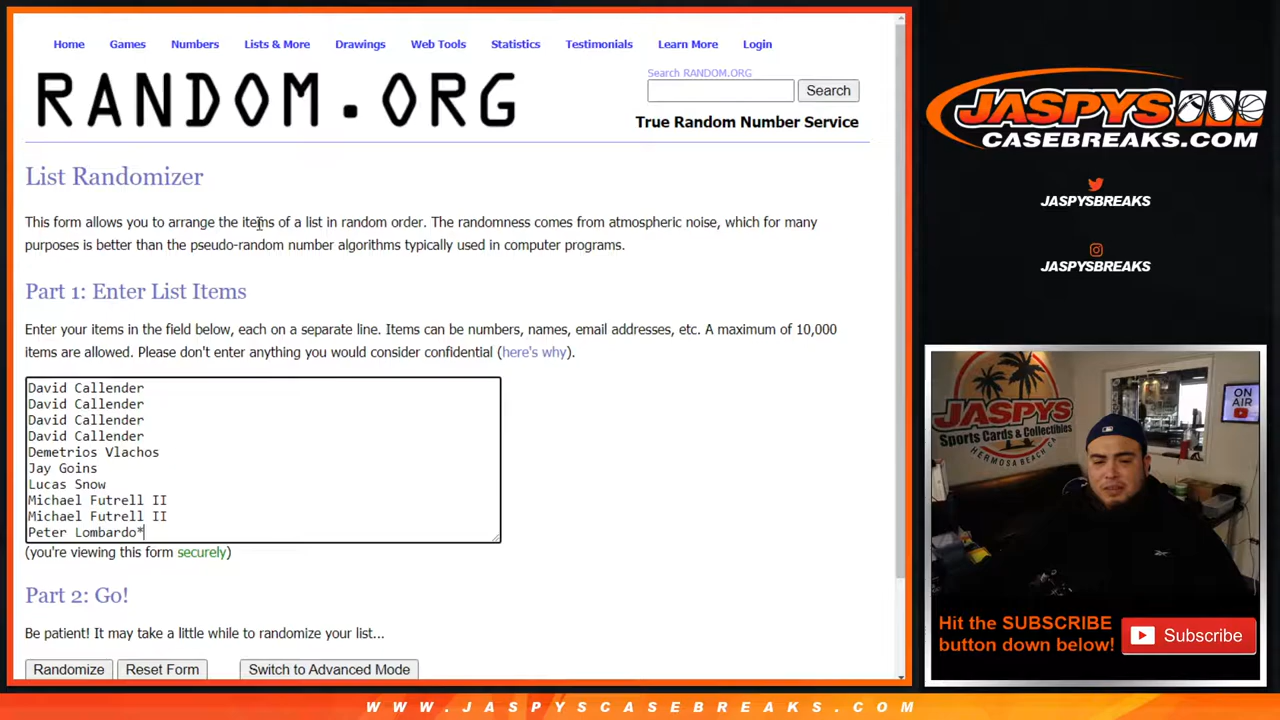 Home Games Numbers Lists & More Drawings Web Tools Statistics Testimonials Learn More Login
RANDOM.ORG
Search RANDOM.ORG
Search
True Random Number Service
List Randomizer
This form allows you to arrange the items of a list in random order. The randomness comes from atmospheric noise, which for many
purposes is better than the pseudo-random number algorithms typically used in computer programs.
Part 1: Enter List Items
Enter your items in the field below, each on a separate line. Items can be numbers, names, email addresses, etc. A maximum of 10,000
items are allowed. Please don't enter anything you would consider confidential (here's why).
David Callender
David Callender
David Callender
David Callender
Demetrios Vlachos
Jay Goins
Lucas Snow
Michael Futrell II
Michael Futrell II
Peter Lombardo*
(you're viewing this form securely)
Part 2: Go!
Be patient! It may take a little while to randomize your list...
Randomize Reset Form Switch to Advanced Mode
JASPYS
CASEBREAKS.COM
JASPYSBREAKS
JASPYSBREAKS
JASPYS
Sports Cards & Collectibles
HERMOSA BEACH
ON
AIR
Hit the SUBSCRIBE
button down below!
Subscribe
WWW.JASPYSCASEBREAKS.COM